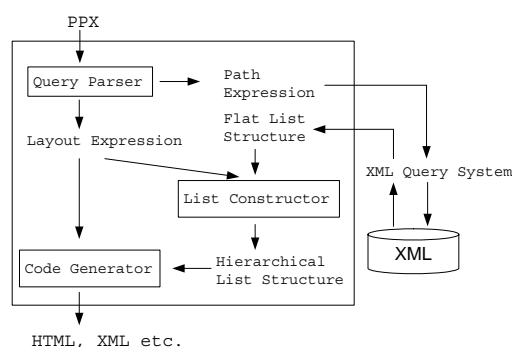 PPX
Query Parser
Path
Expression
Flat List
Structure
Layout Expression
XML Query System
List Constructor
XML
Code Generator
Hierarchical
List Structure
HTML, XML etc.